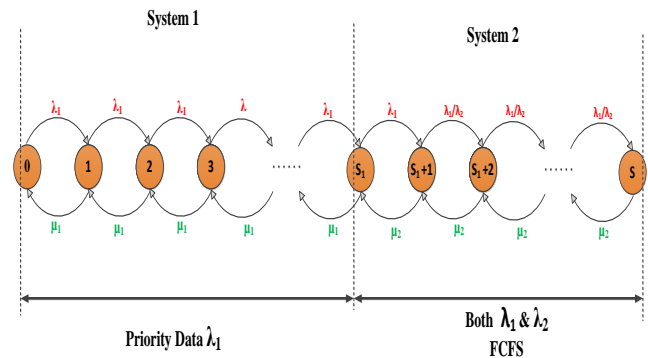 System 1
System 2
λ₁ λ₁ λ₁ λ λ₁ λ₁ λ₁/λ₂ λ₁/λ₂ λ₁/λ₂
0 1 2 3 ...... S₁ S₁+1 S₁+2 ...... S
μ₁ μ₁ μ₁ μ₁ μ₁ μ₂ μ₂ μ₂ μ₂
Priority Data λ₁
Both λ₁ & λ₂
FCFS